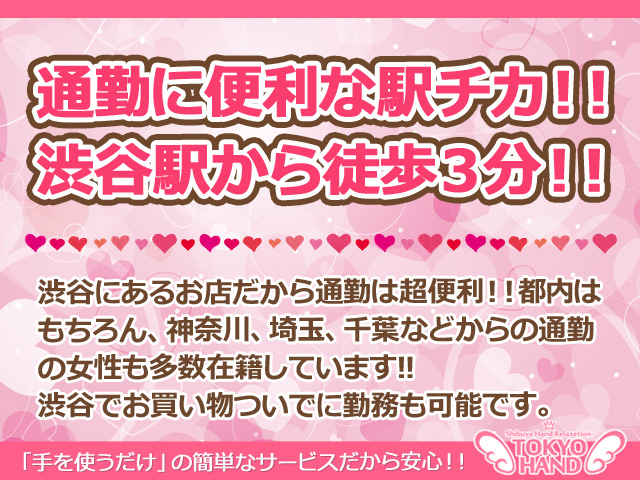 通勤に便利な駅チカ!!
渋谷駅から徒歩3分!!
渋谷にあるお店だから通勤は超便利!!都内は
もちろん、神奈川、埼玉、千葉などからの通勤
の女性も多数在籍しています!!
渋谷でお買い物ついでに勤務も可能です。
「手を使うだけ」の簡単なサービスだから安心!!
Shibuya Hand Relaxation
TOKYO
HAND